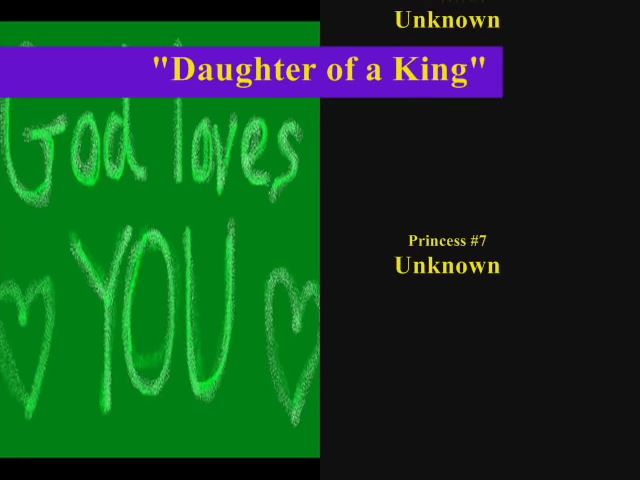 Unknown
"Daughter of a King"
God loves
YOU
Princess #7
Unknown